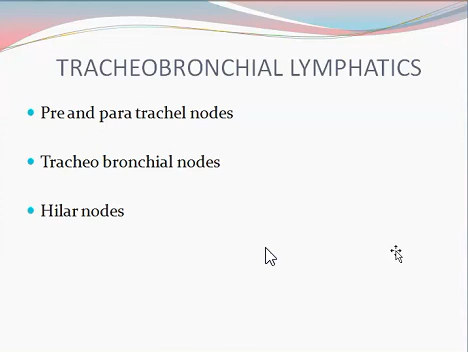 TRACHEOBRONCHIAL LYMPHATICS
Pre and para trachel nodes
Tracheo bronchial nodes
Hilar nodes